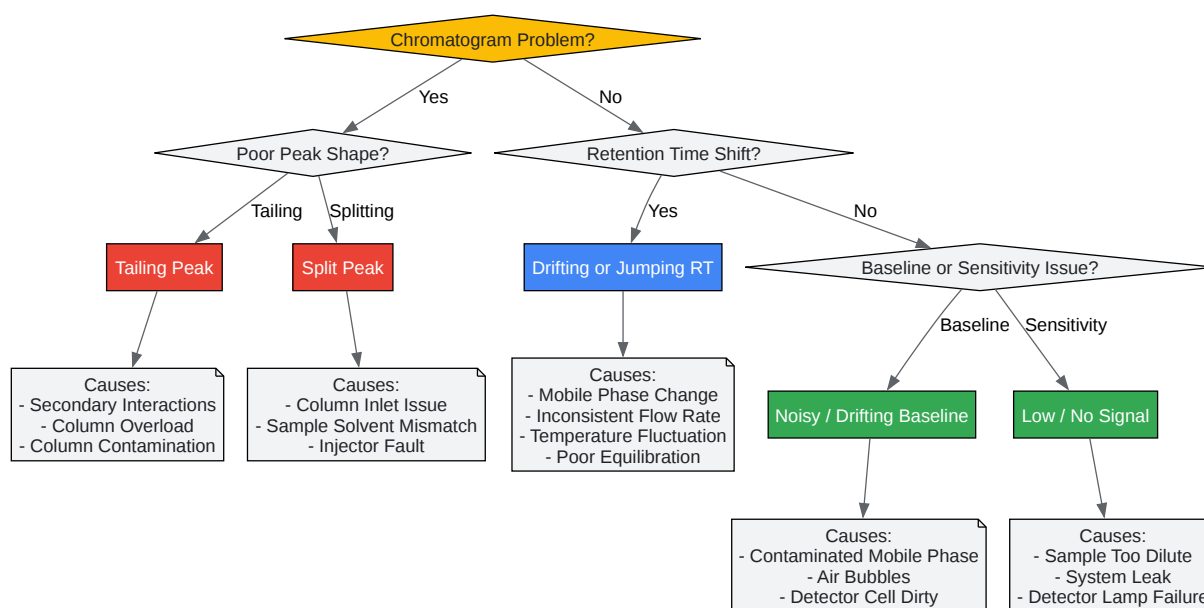 Chromatogram Problem?
Yes
No
Poor Peak Shape?
Retention Time Shift?
Tailing
Splitting
Yes
No
Tailing Peak
Split Peak
Drifting or Jumping RT
Baseline or Sensitivity Issue?
Baseline
Sensitivity
Causes:
- Secondary Interactions
- Column Overload
- Column Contamination
Causes:
- Column Inlet Issue
- Sample Solvent Mismatch
- Injector Fault
Causes:
- Mobile Phase Change
- Inconsistent Flow Rate
- Temperature Fluctuation
- Poor Equilibration
Noisy / Drifting Baseline
Low / No Signal
Causes:
- Contaminated Mobile Phase
- Air Bubbles
- Detector Cell Dirty
Causes:
- Sample Too Dilute
- System Leak
- Detector Lamp Failure